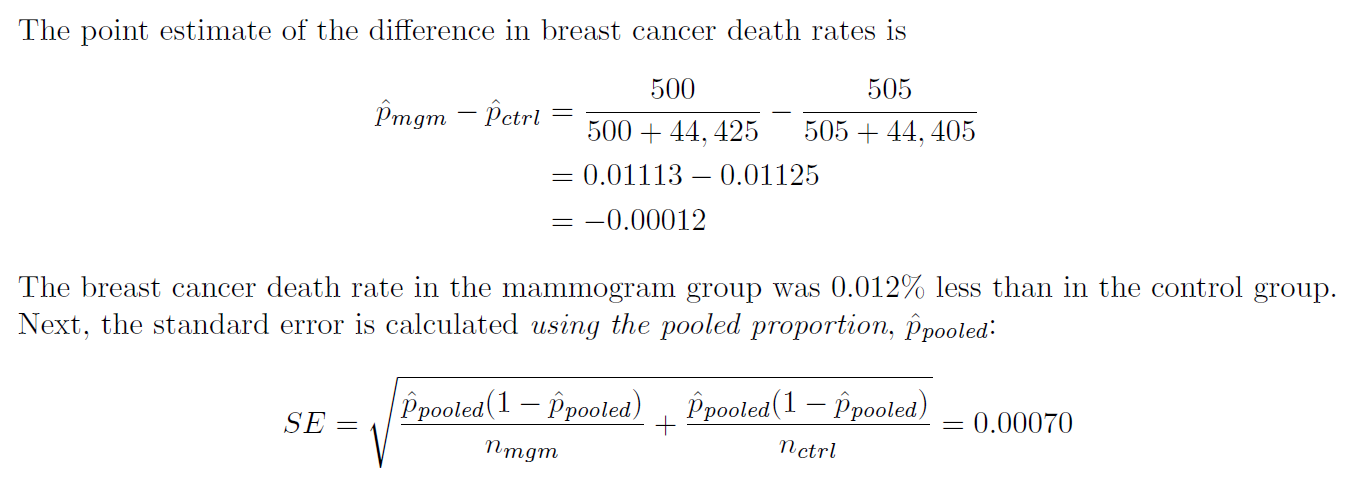 The point estimate of the difference in breast cancer death rates is
$\hat{p}_{mgm} - \hat{p}_{ctrl} = \frac{500}{500 + 44,425} - \frac{505}{505 + 44,405}$
$= 0.01113 - 0.01125$
$= -0.00012$
The breast cancer death rate in the mammogram group was 0.012% less than in the control group.
Next, the standard error is calculated using the pooled proportion, $\hat{p}_{pooled}$:
$SE = \sqrt{\frac{\hat{p}_{pooled}(1 - \hat{p}_{pooled})}{n_{mgm}} + \frac{\hat{p}_{pooled}(1 - \hat{p}_{pooled})}{n_{ctrl}}} = 0.00070$